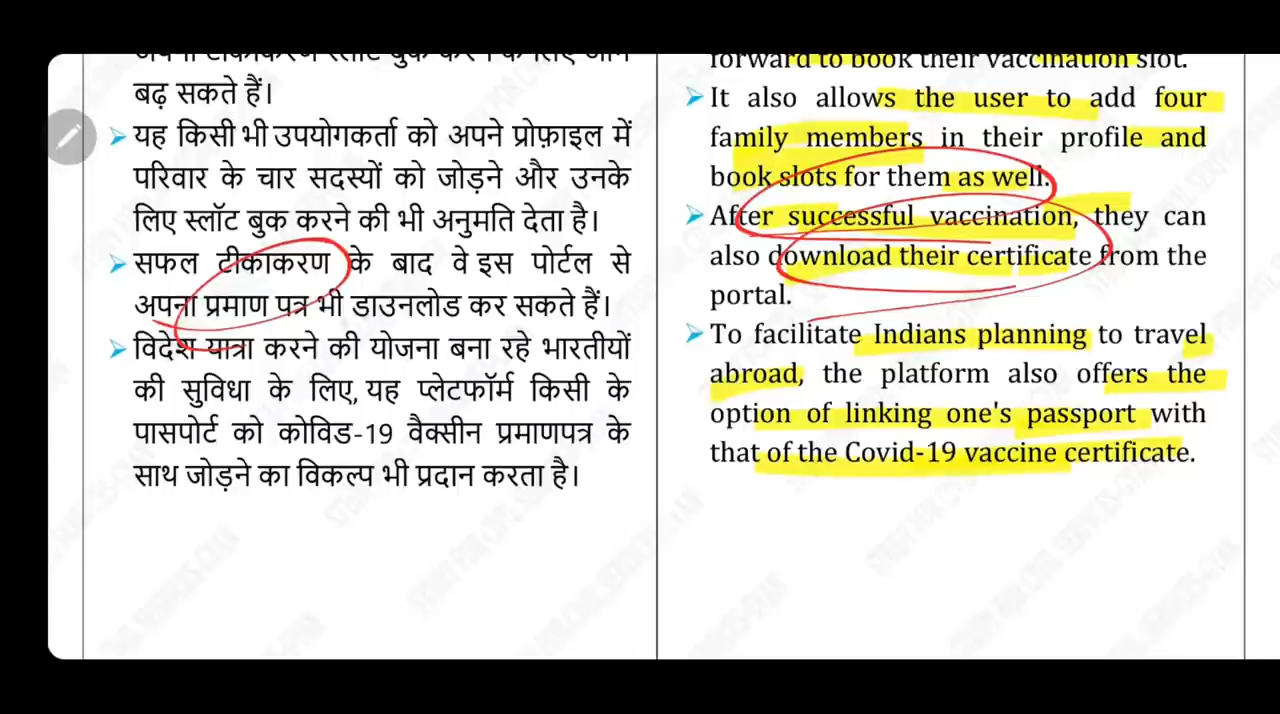 अपना टीकाकरण स्लॉट बुक करने के लिए आगे
बढ़ सकते हैं।
यह किसी भी उपयोगकर्ता को अपने प्रोफ़ाइल में
परिवार के चार सदस्यों को जोड़ने और उनके
लिए स्लॉट बुक करने की भी अनुमति देता है।
सफल टीकाकरण के बाद वे इस पोर्टल से
अपना प्रमाण पत्र भी डाउनलोड कर सकते हैं।
विदेश यात्रा करने की योजना बना रहे भारतीयों
की सुविधा के लिए, यह प्लेटफॉर्म किसी के
पासपोर्ट को कोविड-19 वैक्सीन प्रमाणपत्र के
साथ जोड़ने का विकल्प भी प्रदान करता है।
forward to book their vaccination slot.
It also allows the user to add four
family members in their profile and
book slots for them as well.
After successful vaccination, they can
also download their certificate from the
portal.
To facilitate Indians planning to travel
abroad, the platform also offers the
option of linking one's passport with
that of the Covid-19 vaccine certificate.